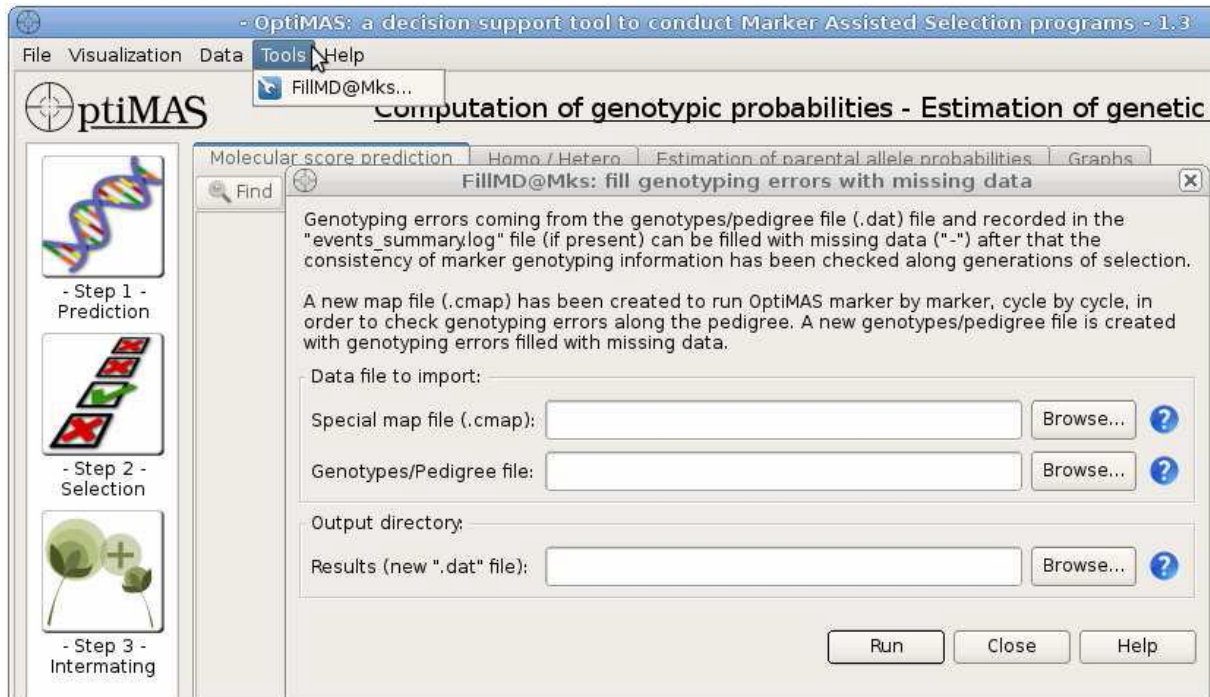 - OptiMAS: a decision support tool to conduct Marker Assisted Selection programs - 1.3
File Visualization Data Tools Help
FillMD@Mks...
OptiMAS
Computation of genotypic probabilities - Estimation of genetic
Molecular score prediction Homo / Hetero Estimation of parental allele probabilities Graphs
Find
FillMD@Mks: fill genotyping errors with missing data
Genotyping errors coming from the genotypes/pedigree file (.dat) file and recorded in the
"events_summary.log" file (if present) can be filled with missing data ("-") after that the
consistency of marker genotyping information has been checked along generations of selection.
A new map file (.cmap) has been created to run OptiMAS marker by marker, cycle by cycle, in
order to check genotyping errors along the pedigree. A new genotypes/pedigree file is created
with genotyping errors filled with missing data.
Data file to import:
Special map file (.cmap): Browse... ?
Genotypes/Pedigree file: Browse... ?
Output directory:
Results (new ".dat" file): Browse... ?
Run Close Help
- Step 1 -
Prediction
- Step 2 -
Selection
- Step 3 -
Intermating